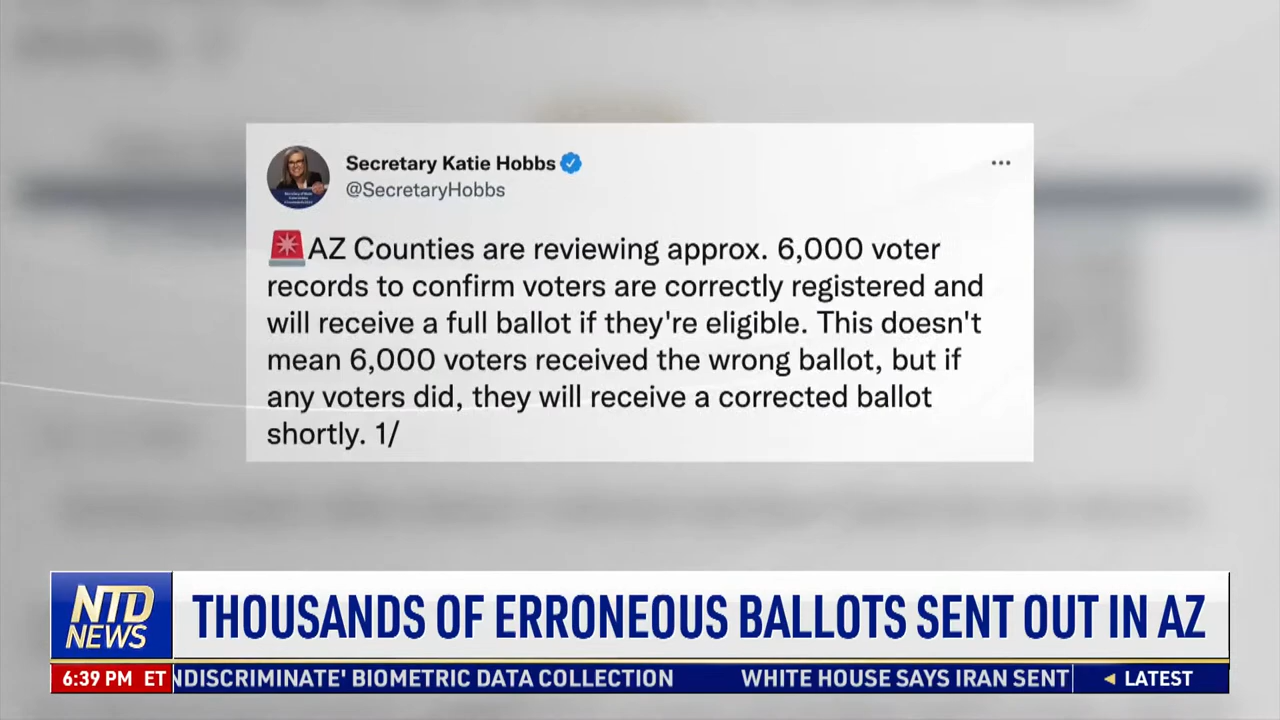 Secretary Katie Hobbs
@SecretaryHobbs
AZ Counties are reviewing approx. 6,000 voter
records to confirm voters are correctly registered and
will receive a full ballot if they're eligible. This doesn't
mean 6,000 voters received the wrong ballot, but if
any voters did, they will receive a corrected ballot
shortly. 1/
NTD
NEWS
THOUSANDS OF ERRONEOUS BALLOTS SENT OUT IN AZ
6:39 PM ET
NDISCRIMINATE' BIOMETRIC DATA COLLECTION
WHITE HOUSE SAYS IRAN SENT
LATEST